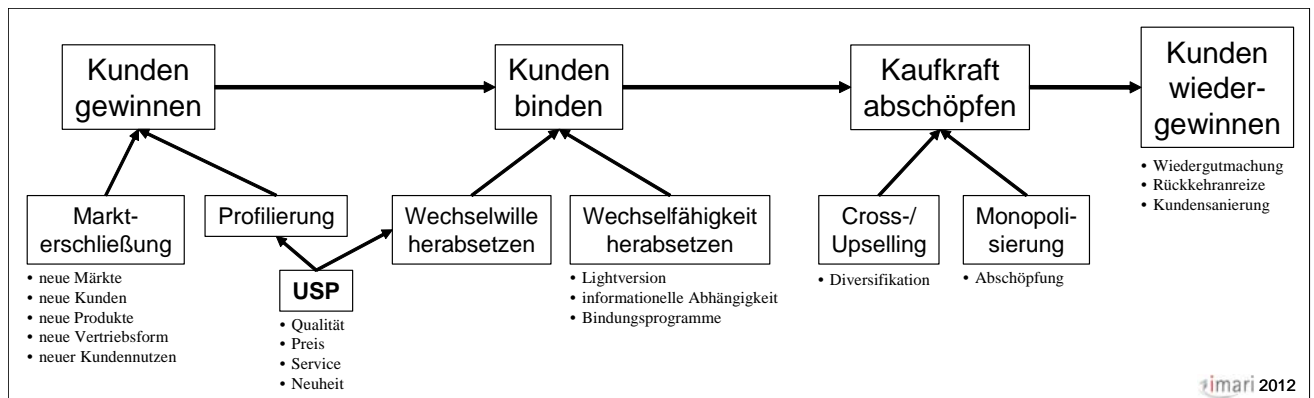 Kunden
gewinnen
Kunden
binden
Kaufkraft
abschöpfen
Kunden
wieder-
gewinnen
• Wiedergutmachung
• Rückkehranreize
• Kundensanierung
Markt-
erschließung
• neue Märkte
• neue Kunden
• neue Produkte
• neue Vertriebsform
• neuer Kundennutzen
Profilierung
USP
• Qualität
• Preis
• Service
• Neuheit
Wechselwille
herabsetzen
Wechselfähigkeit
herabsetzen
• Lightversion
• informationelle Abhängigkeit
• Bindungsprogramme
Cross-/
Upselling
• Diversifikation
Monopoli-
sierung
• Abschöpfung
imari 2012